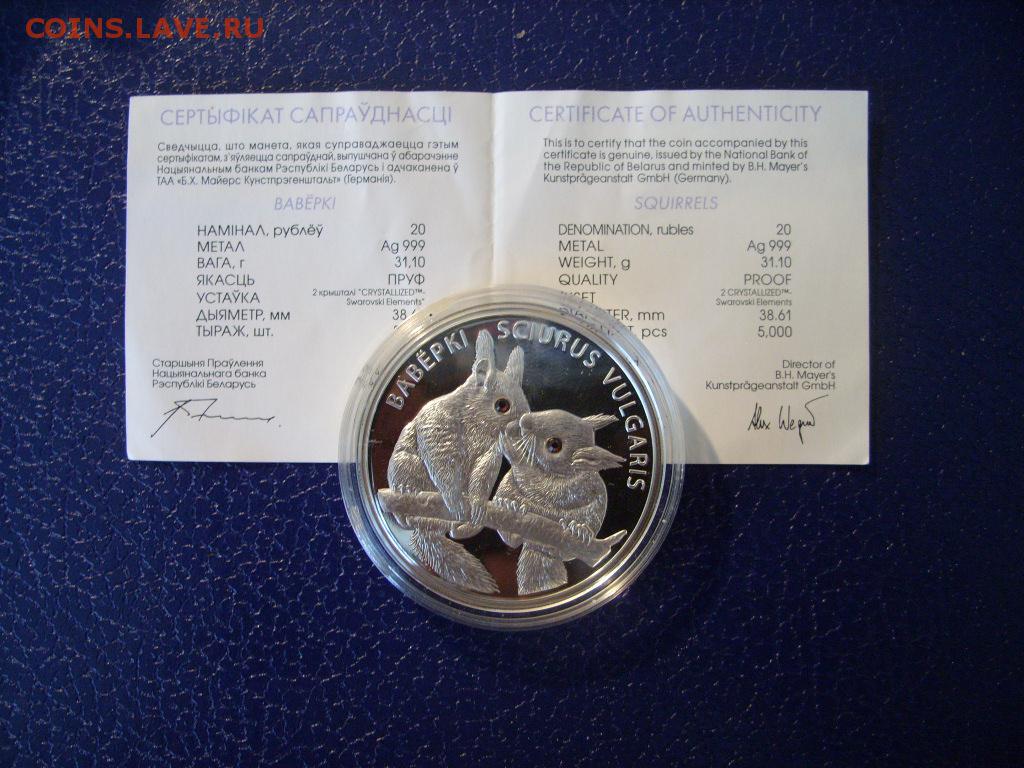 COINS.LAVE.RU
СЕРТЫФІКАТ САПРАЎДНАСЦІ
Сведчыцца, што манета, якая суправаджаецца гэтым
сертыфікатам, з'яўляецца сапраўднай, выпушчана ў абарачэнне
Нацыянальным банкам Рэспублікі Беларусь і адчаканена ў
ТАА «Б.Х. Майерс Кунстпрэгенштальт» (Германія).
ВАВЁРКІ
НАМІНАЛ, рублёў 20
МЕТАЛ Ag 999
ВАГА, г 31,10
ЯКАСЦЬ ПРУФ
УСТАЎКА 2 крышталі "CRYSTALLIZED™-
Swarovski Elements"
ДЫЯМЕТР, мм 38
ТЫРАЖ, шт.
Старшыня Праўлення
Нацыянальнага банка
Рэспублікі Беларусь
CERTIFICATE OF AUTHENTICITY
This is to certify that the coin accompanied by this
certificate is genuine, issued by the National Bank of
the Republic of Belarus and minted by B.H. Mayer's
Kunstprägeanstalt GmbH (Germany).
SQUIRRELS
DENOMINATION, rubles 20
METAL Ag 999
WEIGHT, g 31.10
QUALITY PROOF
2 CRYSTALLIZED™-
Swarovski Elements
mm 38.61
pcs 5,000
Director of
B.H. Mayer's
Kunstprägeanstalt GmbH
ВАВЁРКІ SCIURUS VULGARIS